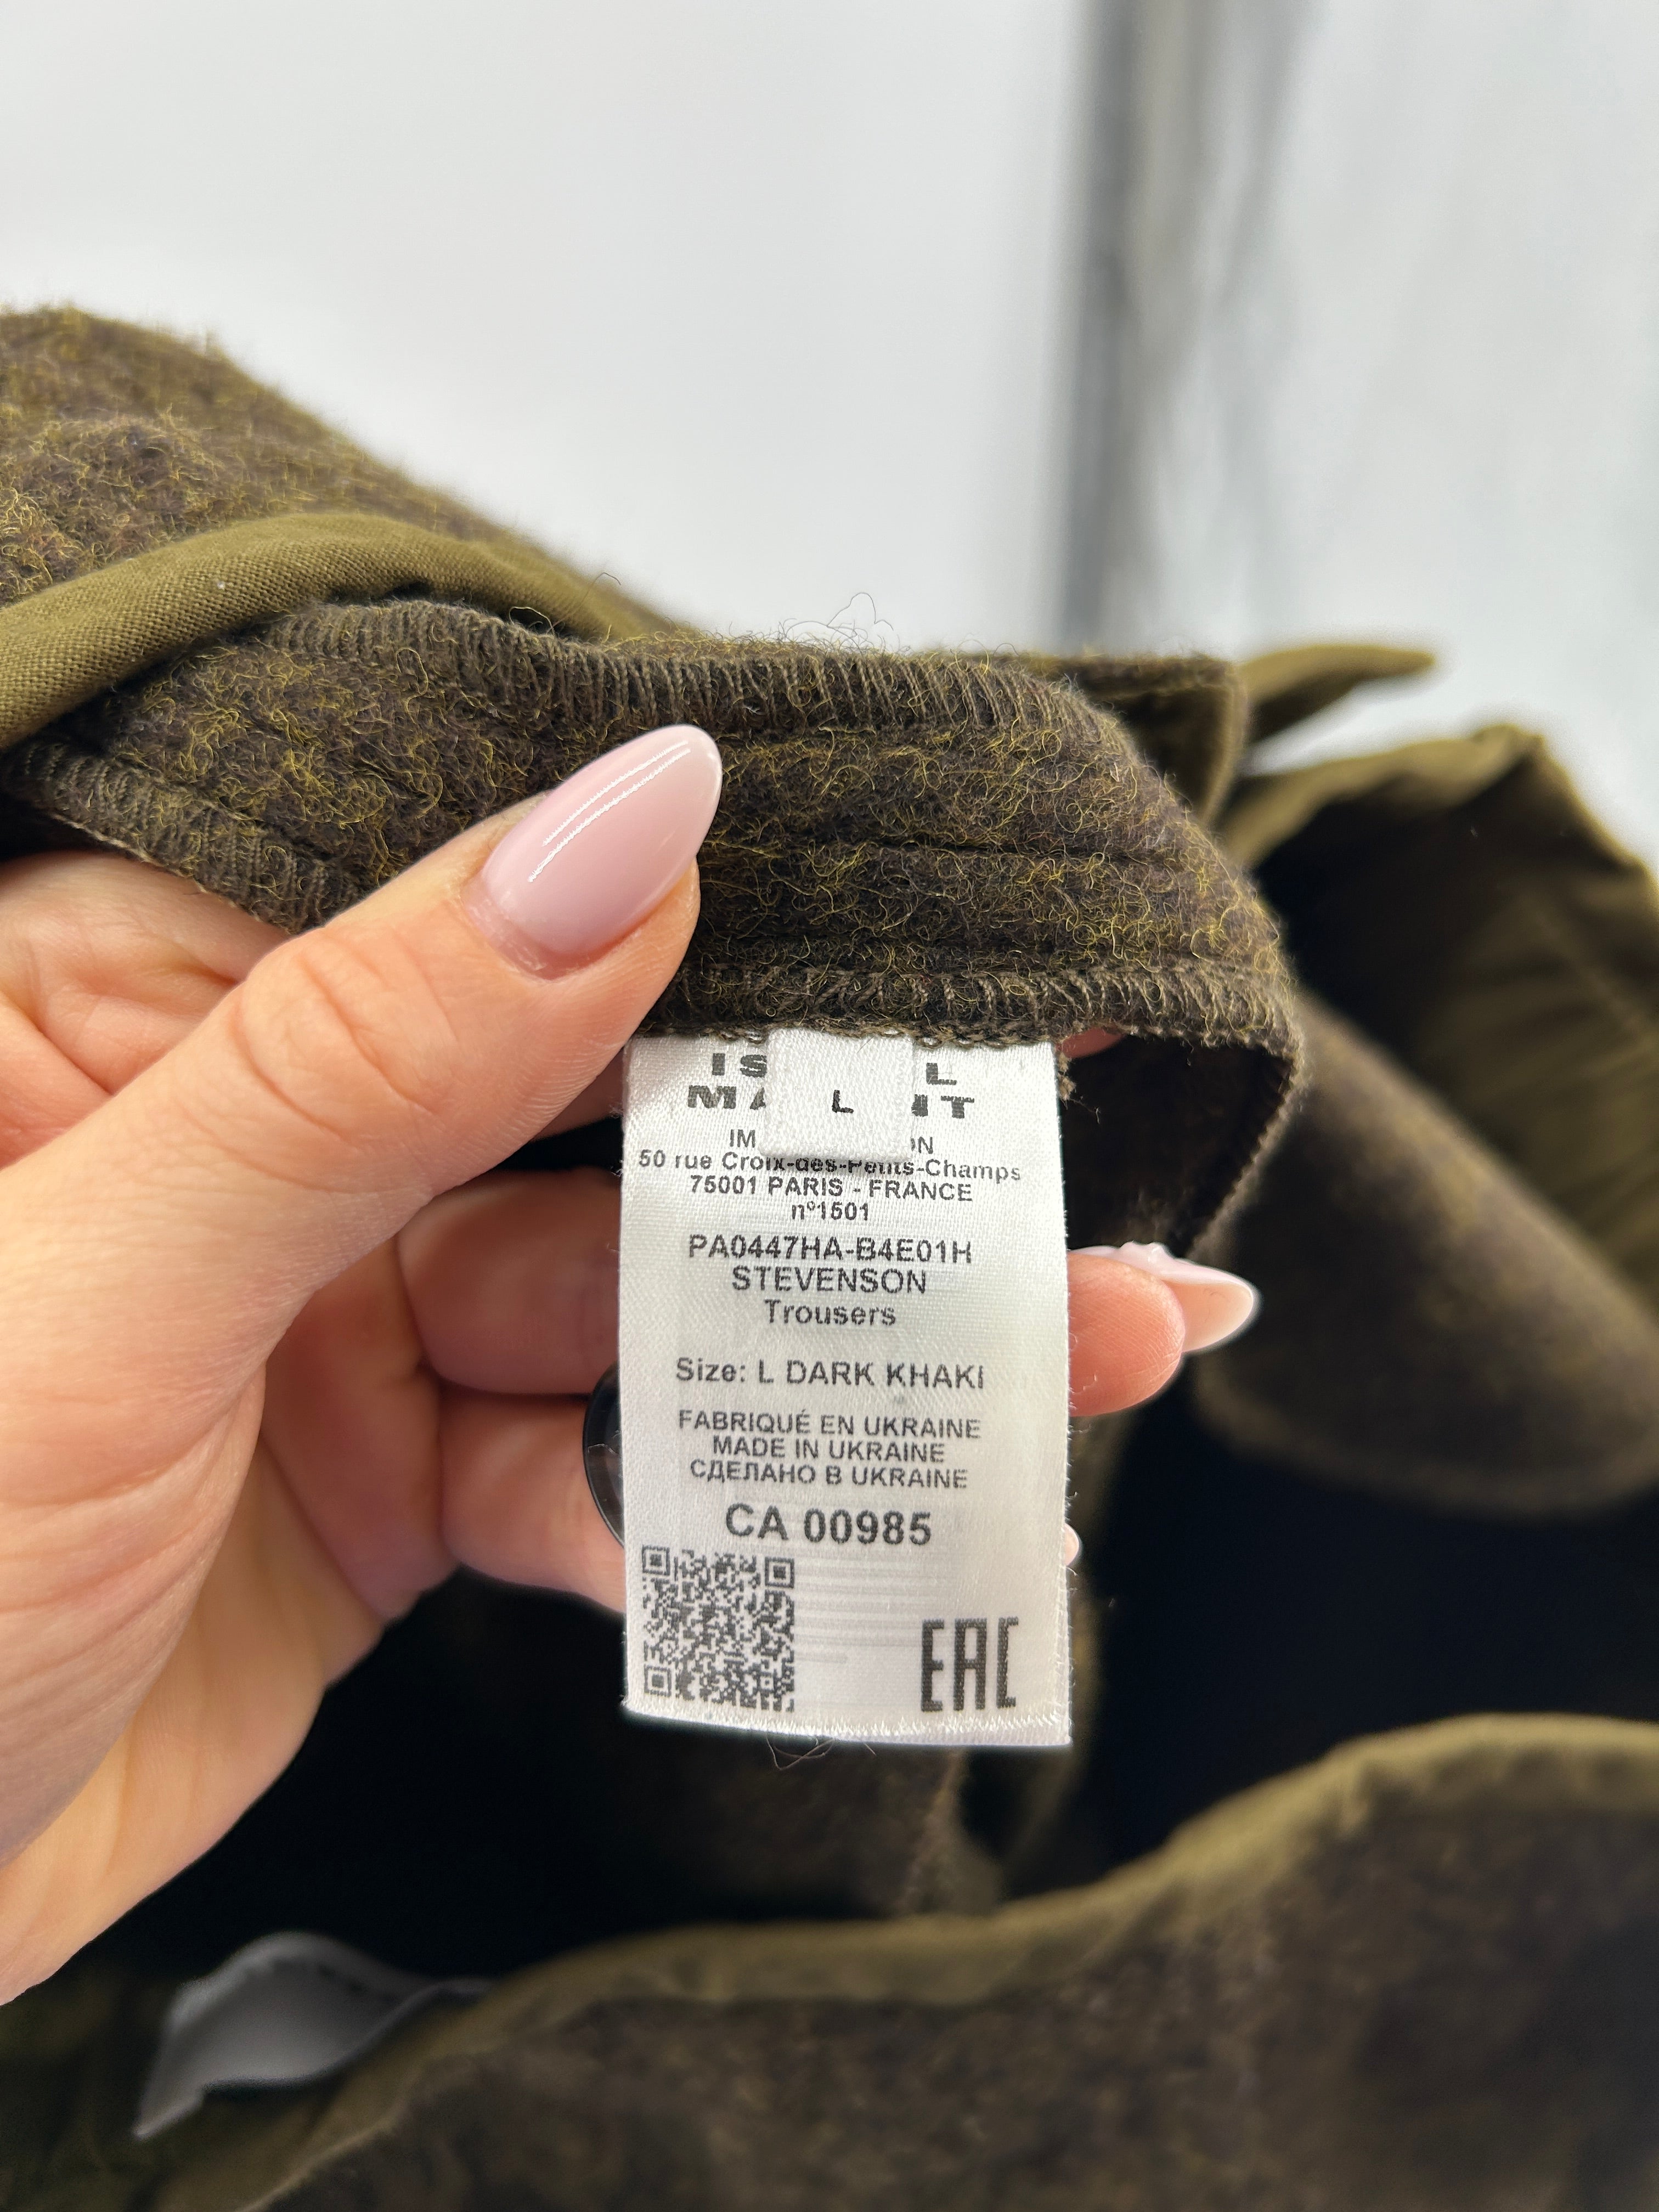 L
50 rue Croix-des-Petits-Champs
75001 PARIS - FRANCE
n°1501
PA0447HA-B4E01H
STEVENSON
Trousers
Size: L DARK KHAKI
FABRIQUÉ EN UKRAINE
MADE IN UKRAINE
СДЕЛАНО В UKRAINE
CA 00985
EAC